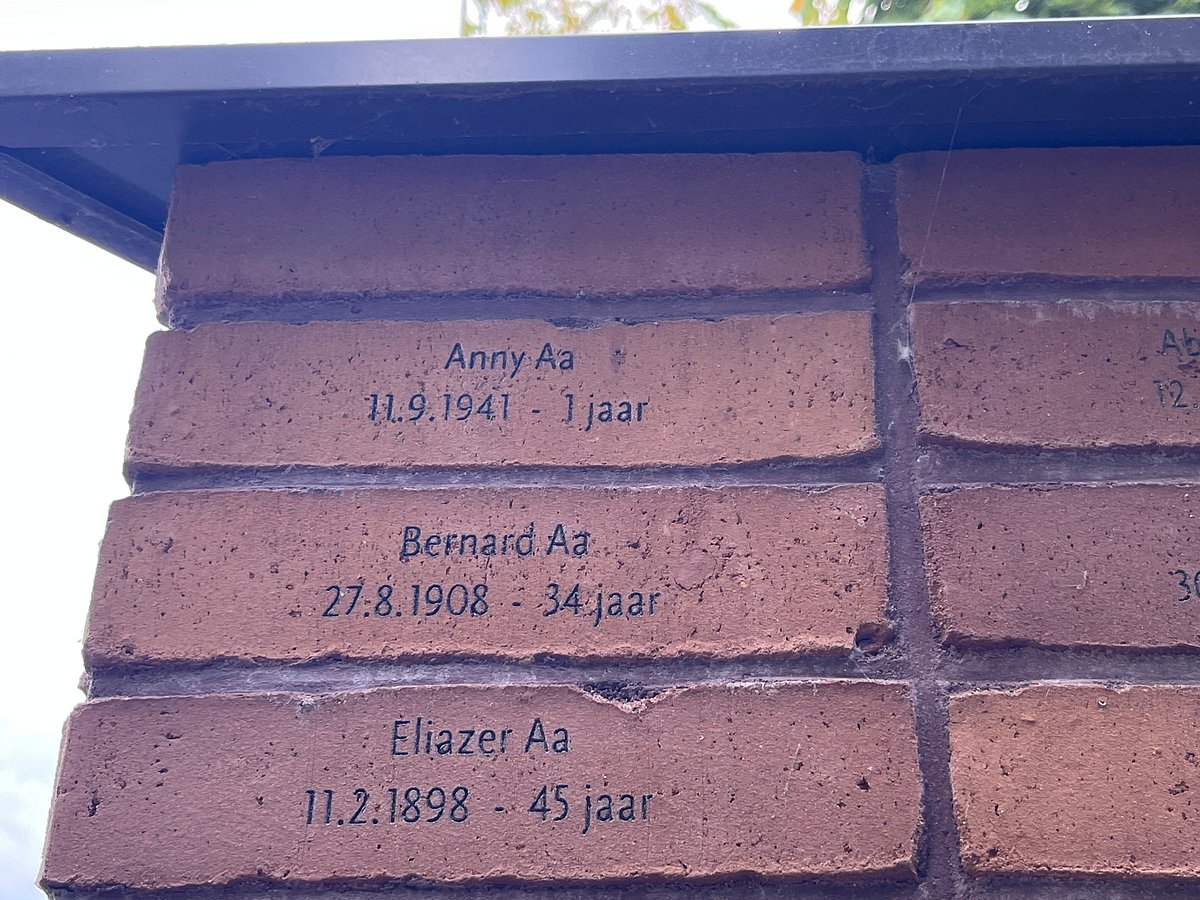 Anny Aa
11.9.1941 - 1 jaar
Bernard Aa
27.8.1908 - 34 jaar
Eliazer Aa
11.2.1898 - 45 jaar